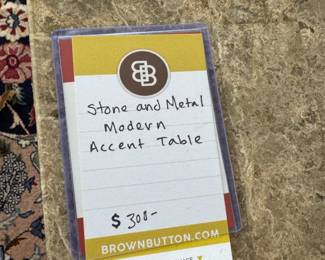 BB
Stone and Metal
Modern
Accent Table
$ 300-
BROWNBUTTON.COM